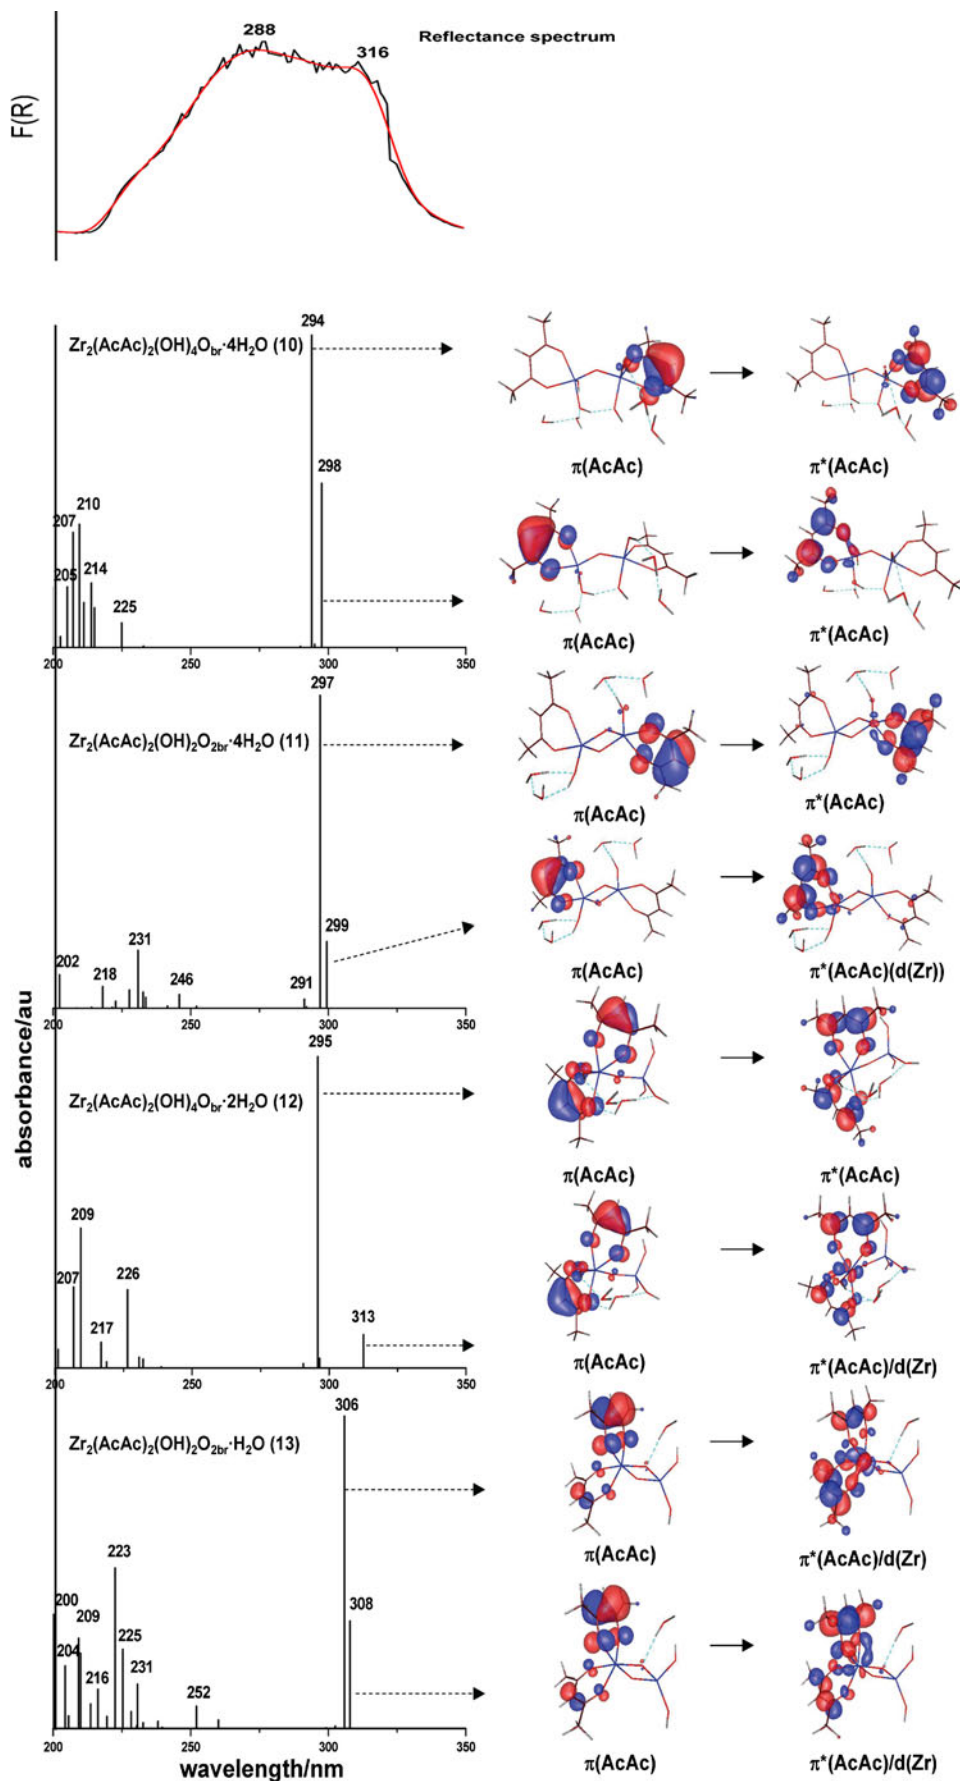 288
Reflectance spectrum
316
F(R)
294
Zr2(AcAc)2(OH)4Obr·4H2O (10)
298
π(AcAc)
π*(AcAc)
210
207
205
214
225
π(AcAc)
π*(AcAc)
200 250 300 350
297
Zr2(AcAc)2(OH)2O2br·4H2O (11)
π(AcAc)
π*(AcAc)
299
231
202
218
246
291
π(AcAc)
π*(AcAc)(d(Zr))
200 250 300 350
295
Zr2(AcAc)2(OH)4Obr·2H2O (12)
absorbance/au
π(AcAc)
π*(AcAc)
209
207
226
217
313
π(AcAc)
π*(AcAc)/d(Zr)
200 250 300 350
306
Zr2(AcAc)2(OH)2O2br·H2O (13)
π(AcAc)
π*(AcAc)/d(Zr)
223
200
209
308
204
225
216
231
252
π(AcAc)
π*(AcAc)/d(Zr)
200 250 300 350
wavelength/nm